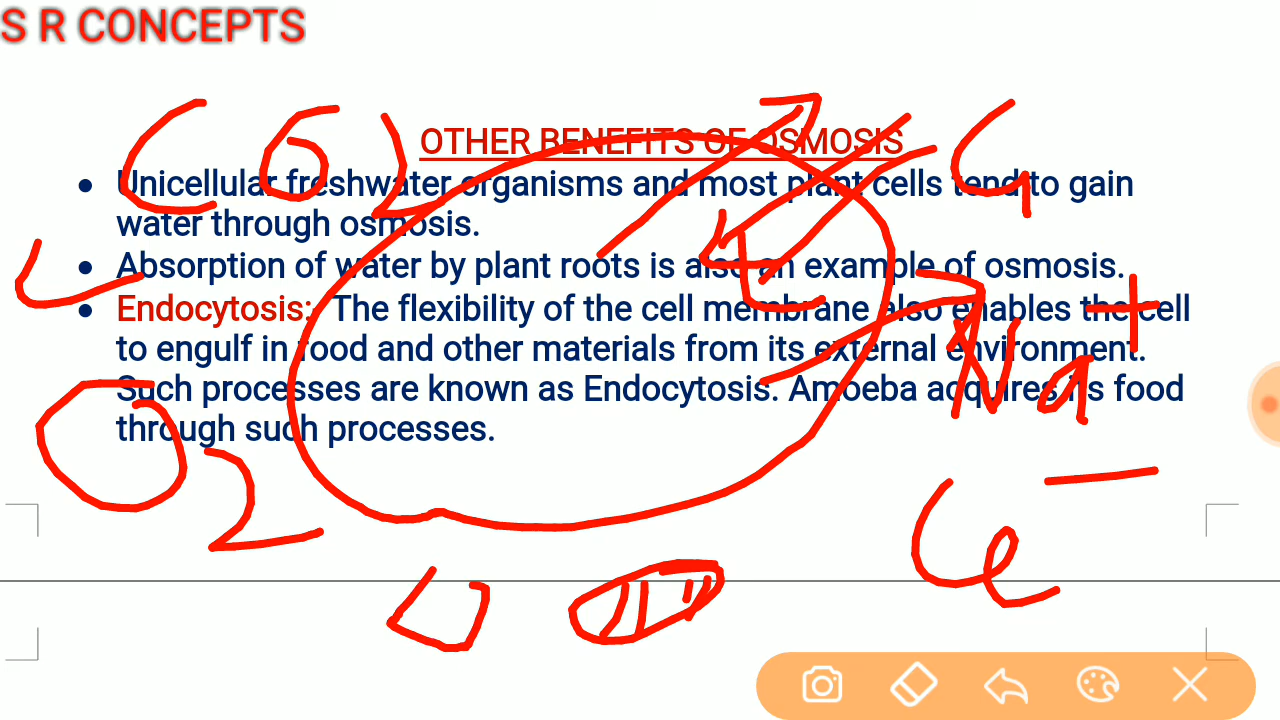 S R CONCEPTS
OTHER BENEFITS OF OSMOSIS
• Unicellular freshwater organisms and most plant cells tend to gain
water through osmosis.
• Absorption of water by plant roots is also an example of osmosis.
• Endocytosis: The flexibility of the cell membrane also enables the cell
to engulf in food and other materials from its external environment.
Such processes are known as Endocytosis. Amoeba acquires its food
through such processes.
CO2
O2
Na+